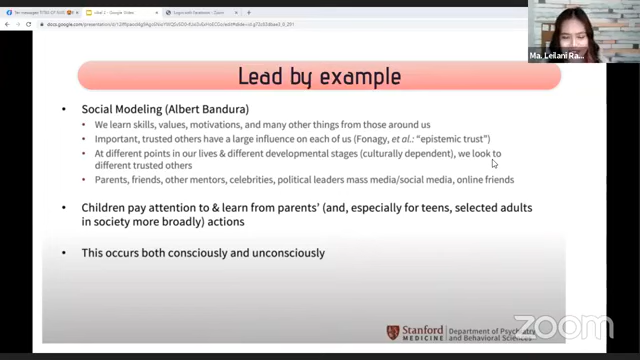 Ma. Leilani Ra...
Lead by example
• Social Modeling (Albert Bandura)
• We learn skills, values, motivations, and many other things from those around us
• Important, trusted others have a large influence on each of us (Fonagy, et al.: “epistemic trust”)
• At different points in our lives & different developmental stages (culturally dependent), we look to
different trusted others
• Parents, friends, other mentors, celebrities, political leaders mass media/social media, online friends
• Children pay attention to & learn from parents’ (and, especially for teens, selected adults
in society more broadly) actions
• This occurs both consciously and unconsciously
Stanford
MEDICINE
Department of Psychiatry
and Behavioral Sciences
zoom